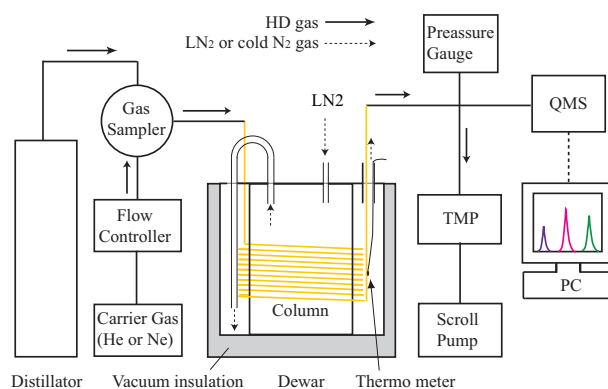 HD gas
LN2 or cold N2 gas
Preassure
Gauge
Gas
Sampler
LN2
QMS
Flow
Controller
TMP
Carrier Gas
(He or Ne)
Column
PC
Scroll
Pump
Distillator
Vacuum insulation
Dewar
Thermo meter